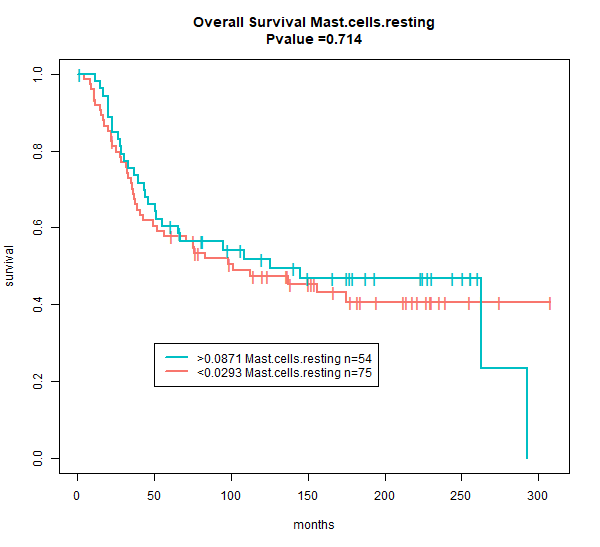 Overall Survival Mast.cells.resting
Pvalue =0.714
survival
1.0
0.8
0.6
0.4
0.2
0.0
>0.0871 Mast.cells.resting n=54
<0.0293 Mast.cells.resting n=75
0 50 100 150 200 250 300
months